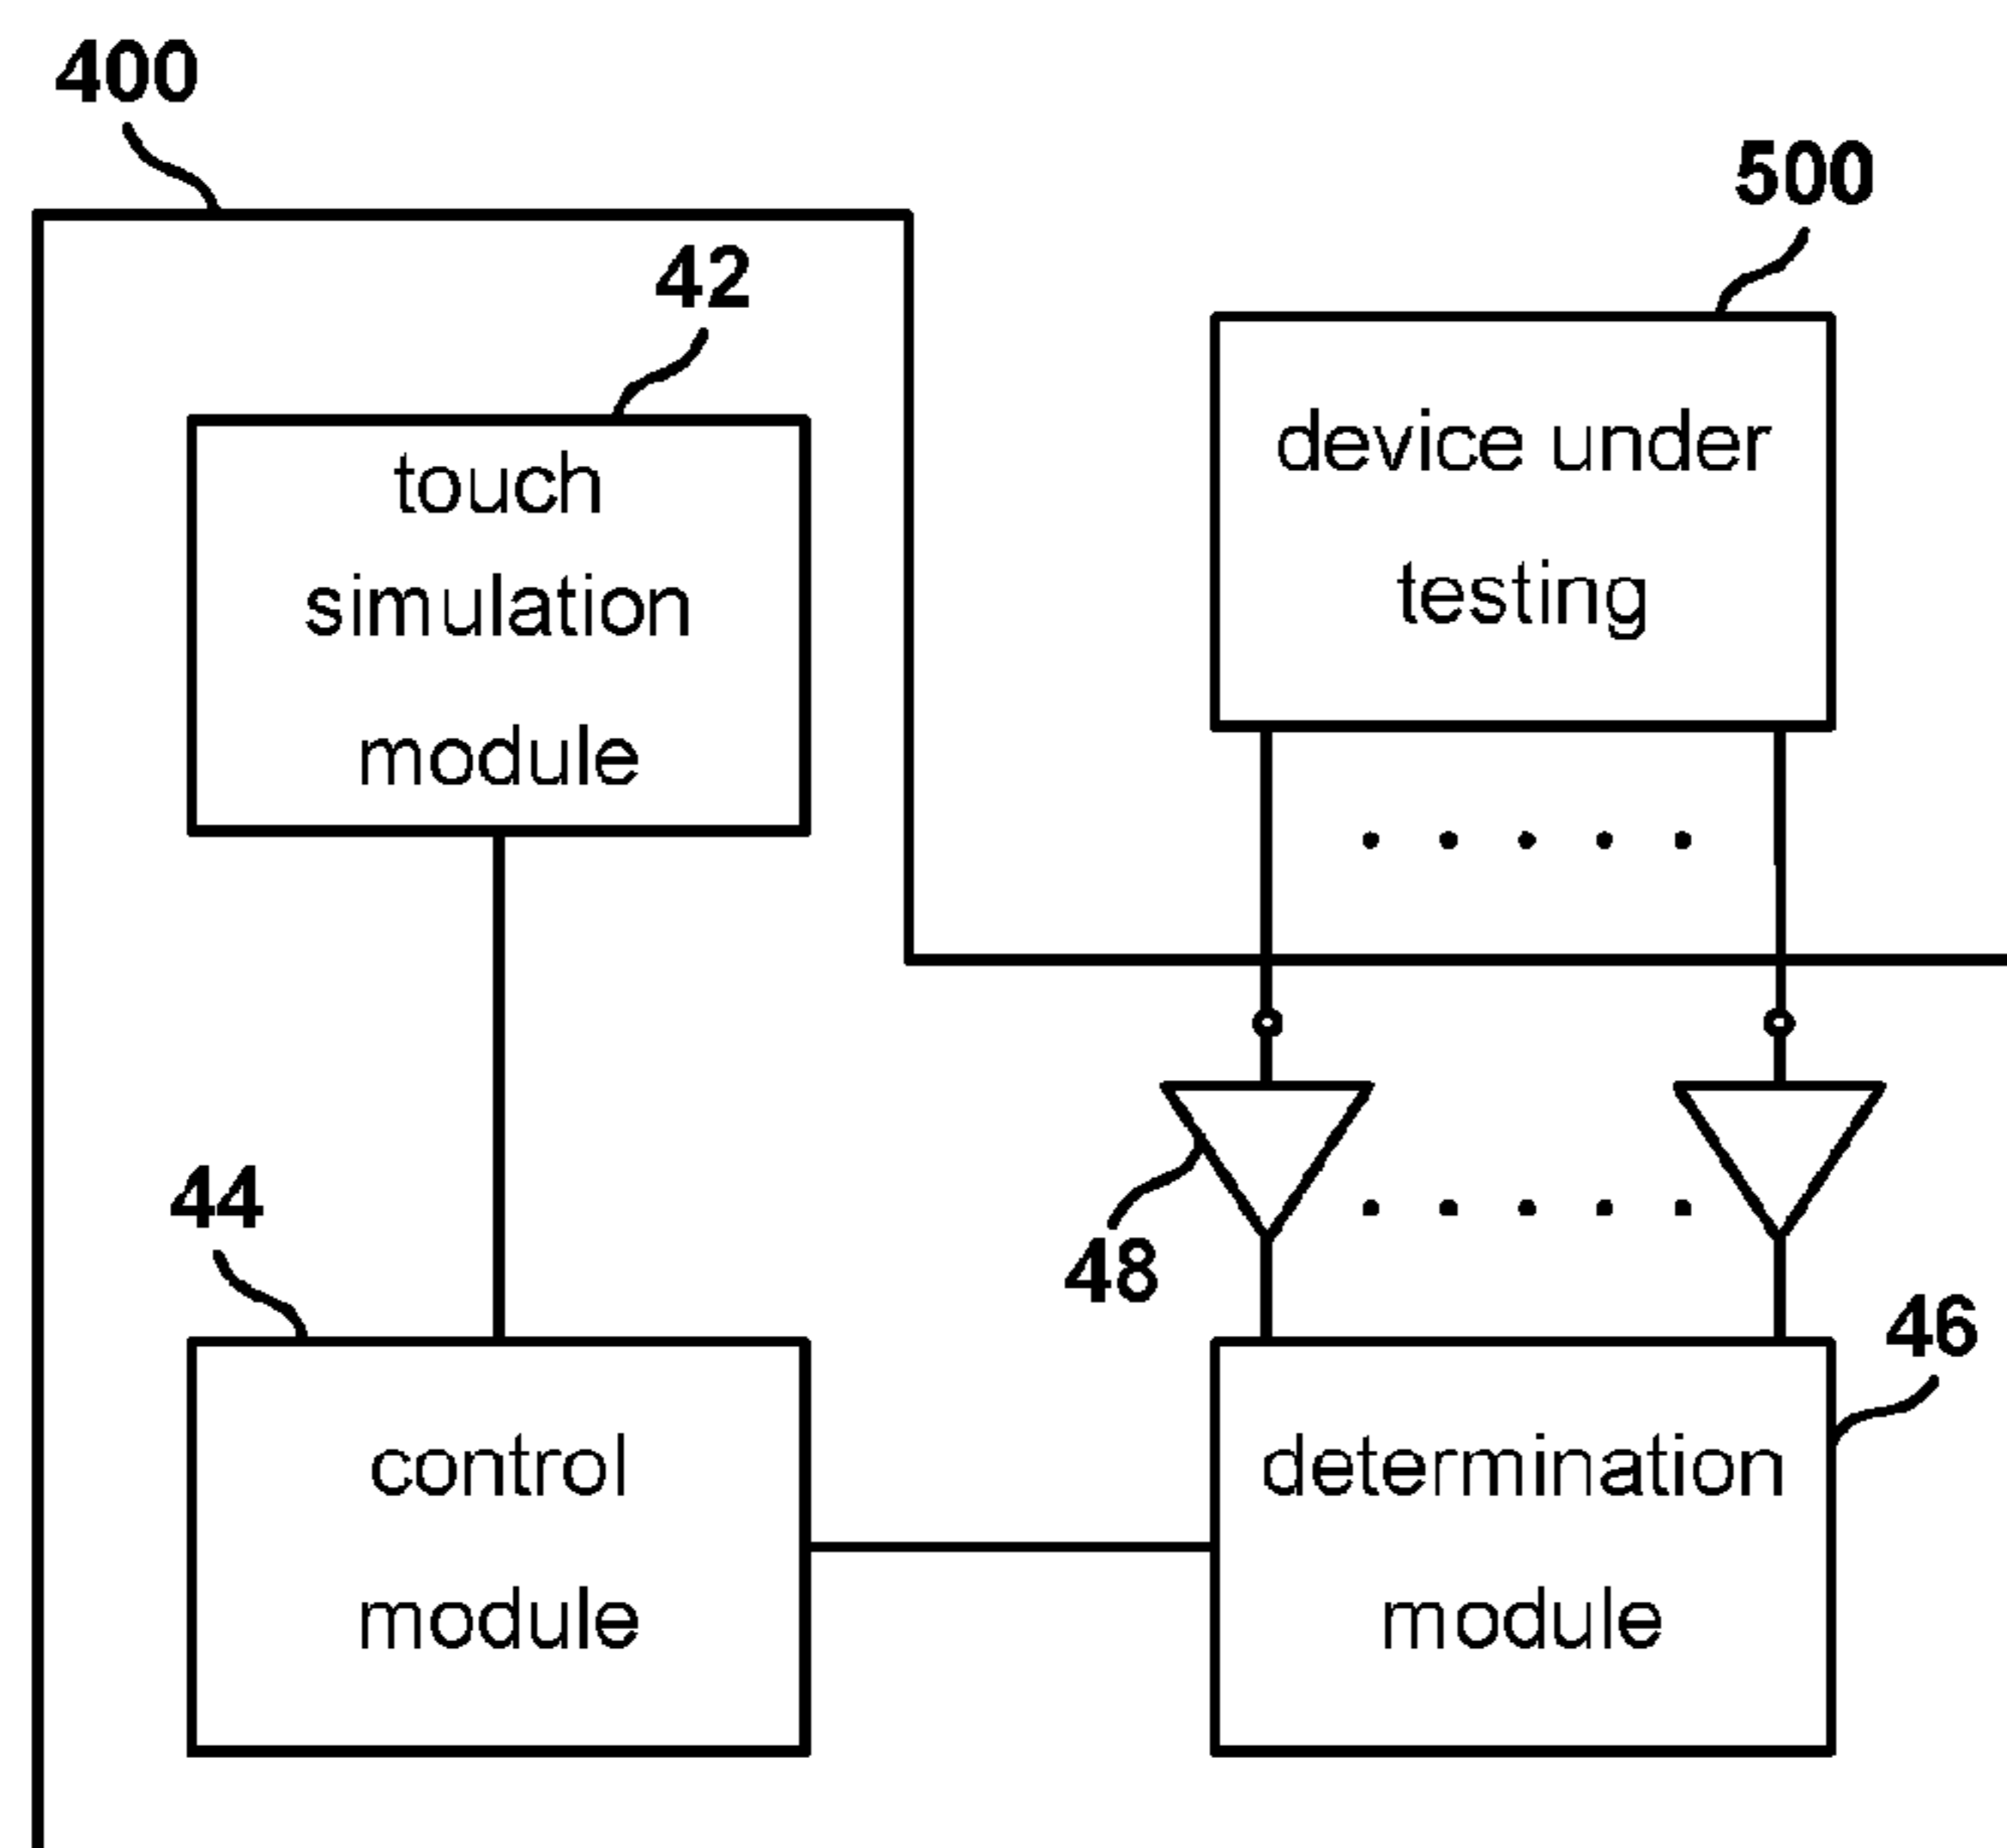 400
500
42
touch
simulation
module
device under
testing
44
48
46
control
module
determination
module